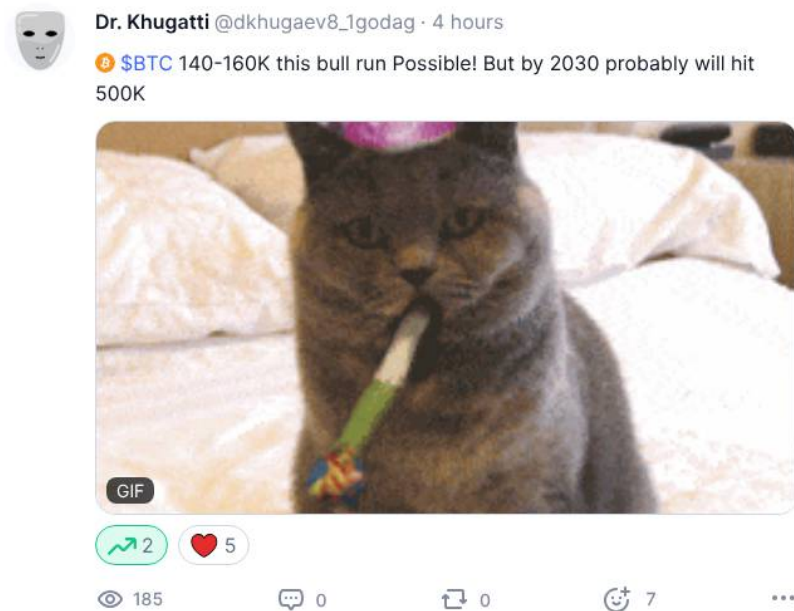 Dr. Khugatti @dkhugaev8_1godag · 4 hours
$BTC 140-160K this bull run Possible! But by 2030 probably will hit
500K
GIF
2 5
185 0 0 7